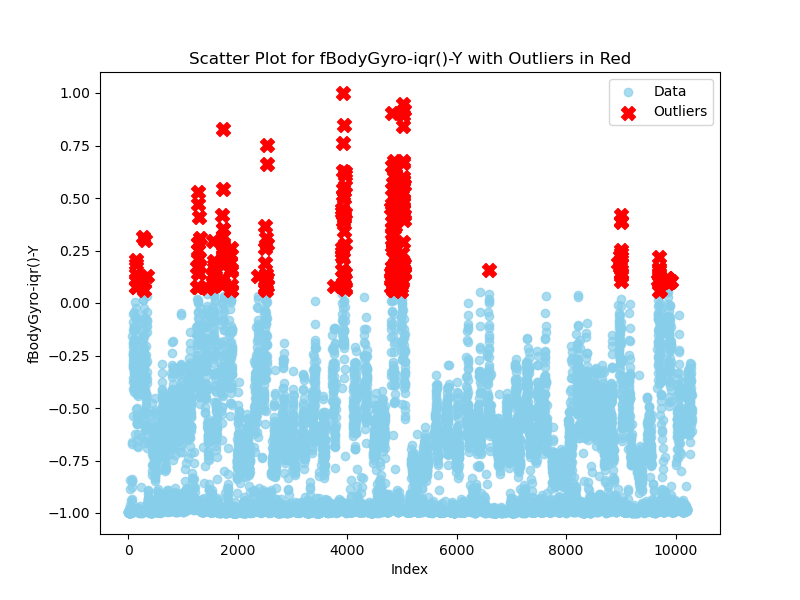 Scatter Plot for fBodyGyro-iqr()-Y with Outliers in Red
Data
Outliers
fBodyGyro-iqr()-Y
1.00
0.75
0.50
0.25
0.00
−0.25
−0.50
−0.75
−1.00
0 2000 4000 6000 8000 10000
Index